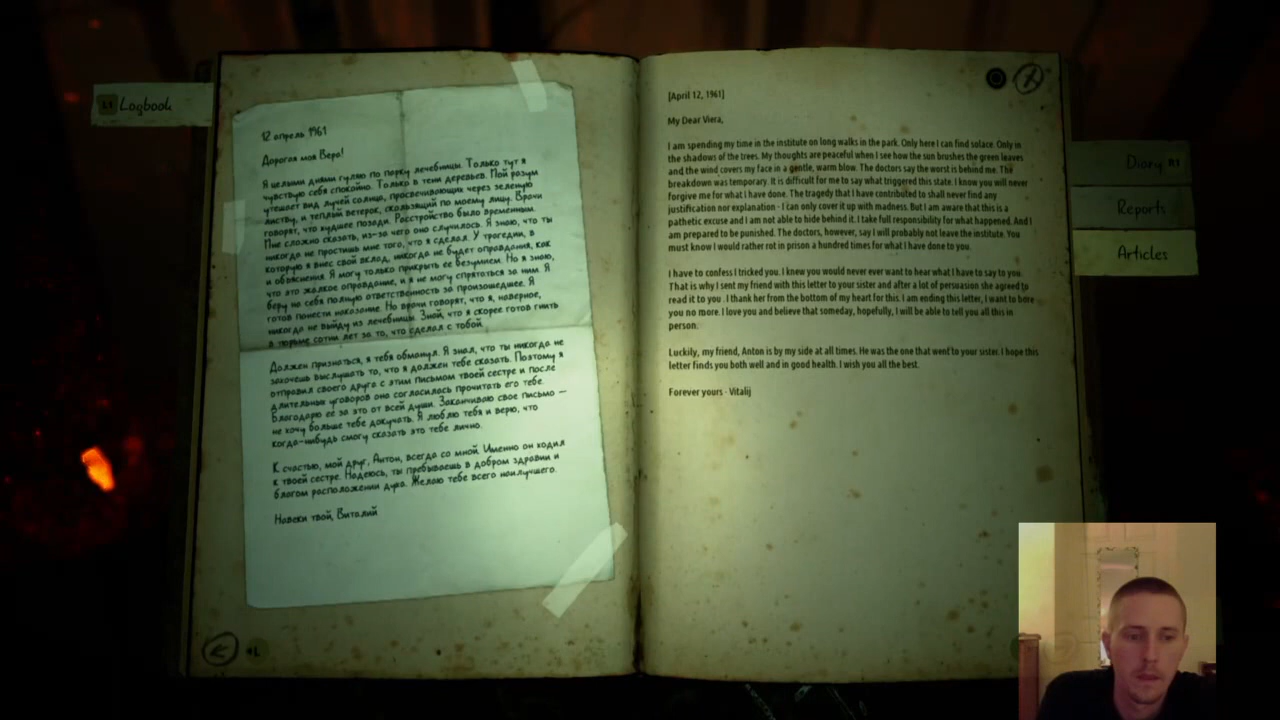 L1 Logbook
12 апрель 1961
Дорогая моя Вера!
Я целыми днями гуляю по парку лечебницы. Только тут я
чувствую себя спокойно. Только в тени деревьев. Мой разум
утешает вид лучей солнца, просвечивающих через зеленую
листву, и теплый ветерок, скользящий по моему лицу. Врачи
говорят, что худшее позади. Расстройство было временным.
Мне сложно сказать, из-за чего оно случилось. Я знаю, что ты
никогда не простишь мне того, что я сделал. У трагедии, в
которую я внес свой вклад, никогда не будет оправдания, как
и объяснения. Я могу только прикрыть ее безумием. Но я знаю,
что это жалкое оправдание, и я не могу спрятаться за ним. Я
беру на себя полную ответственность за произошедшее. Я
готов понести наказание. Но врачи говорят, что я, наверное,
никогда не выйду из лечебницы. Знай, что я скорее готов гнить
в тюрьме сотни лет за то, что сделал с тобой.
Должен признаться, я тебя обманул. Я знал, что ты никогда не
захочешь выслушать то, что я должен тебе сказать. Поэтому я
отправил своего друга с этим письмом твоей сестре и после
длительных уговоров она согласилась прочитать его тебе.
Благодарю ее за это от всей души. Заканчиваю свое письмо –
не хочу больше тебе докучать. Я люблю тебя и верю, что
когда-нибудь смогу сказать это тебе лично.
К счастью, мой друг, Антон, всегда со мной. Именно он ходил
к твоей сестре. Надеюсь, ты пребываешь в добром здравии и
благом расположении духа. Желаю тебе всего наилучшего.
Навеки твой, Виталий
[April 12, 1961]
My Dear Viera,
I am spending my time in the institute on long walks in the park. Only here I can find solace. Only in
the shadows of the trees. My thoughts are peaceful when I see how the sun brushes the green leaves
and the wind covers my face in a gentle, warm blow. The doctors say the worst is behind me. The
breakdown was temporary. It is difficult for me to say what triggered this state. I know you will never
forgive me for what I have done. The tragedy that I have contributed to shall never find any
justification nor explanation - I can only cover it up with madness. But I am aware that this is a
pathetic excuse and I am not able to hide behind it. I take full responsibility for what happened. And I
am prepared to be punished. The doctors, however, say I will probably not leave the institute. You
must know I would rather rot in prison a hundred times for what I have done to you.
I have to confess I tricked you. I knew you would never ever want to hear what I have to say to you.
That is why I sent my friend with this letter to your sister and after a lot of persuasion she agreed to
read it to you . I thank her from the bottom of my heart for this. I am ending this letter, I want to bore
you no more. I love you and believe that someday, hopefully, I will be able to tell you all this in
person.
Luckily, my friend, Anton is by my side at all times. He was the one that went to your sister. I hope this
letter finds you both well and in good health. I wish you all the best.
Forever yours - Vitalij
Diary R1
Reports
Articles
+L